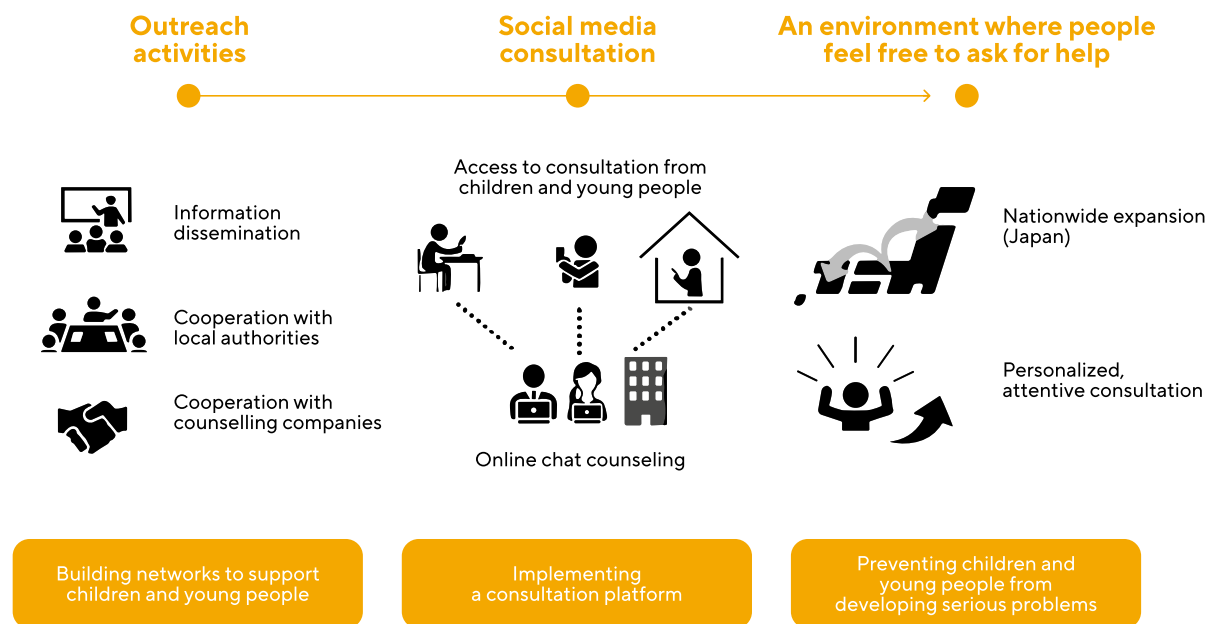 Outreach
activities
Social media
consultation
An environment where people
feel free to ask for help
Information
dissemination
Cooperation with
local authorities
Cooperation with
counselling companies
Access to consultation from
children and young people
Online chat counseling
Nationwide expansion
(Japan)
Personalized,
attentive consultation
Building networks to support
children and young people
Implementing
a consultation platform
Preventing children and
young people from
developing serious problems